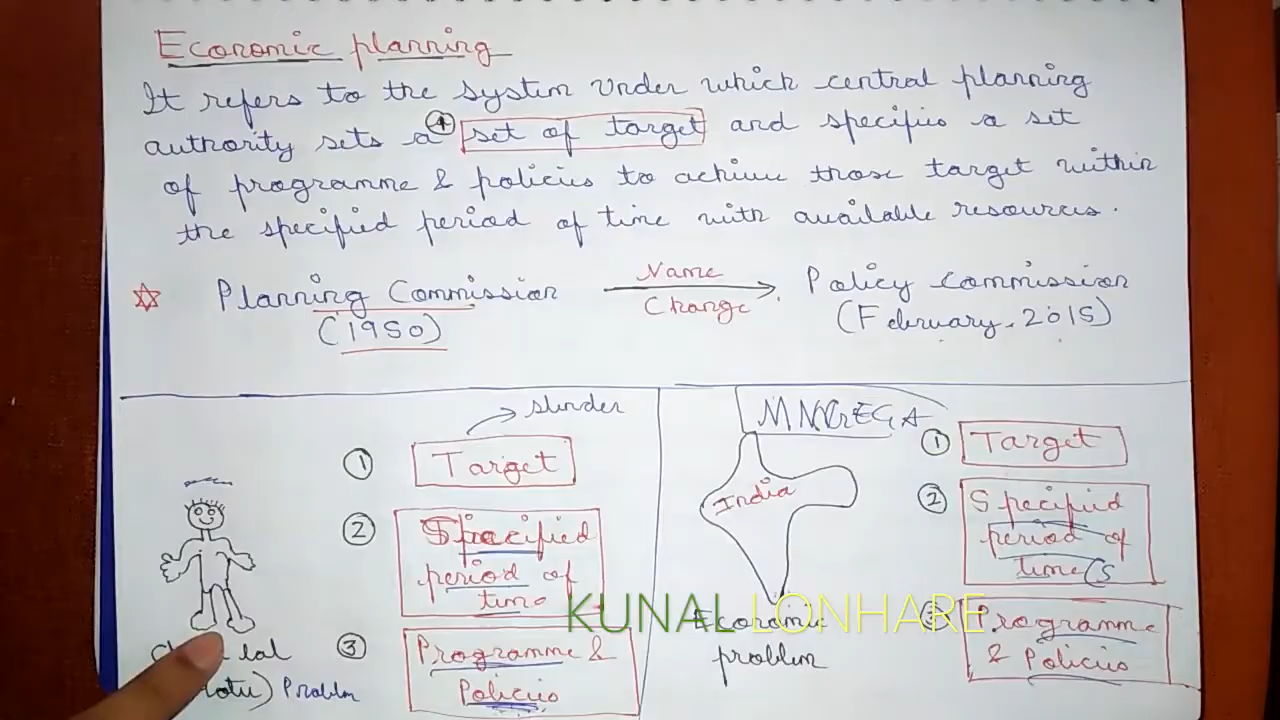 Economic planning
It refers to the system under which central planning
authority sets a ④ set of target and specifies a set
of programme & policies to achieve those target within
the specified period of time with available resources.
Planning Commission Name Change Policy Commission
(1950) (February, 2015)
slender
① Target
② Specified
period of
time
③ Programme &
Policies
lal
Problem
MNREGA
India
Economic
problem
① Target
② Specified
period of
time (5
③ Programme
& Policies
KUNAL LONHARE